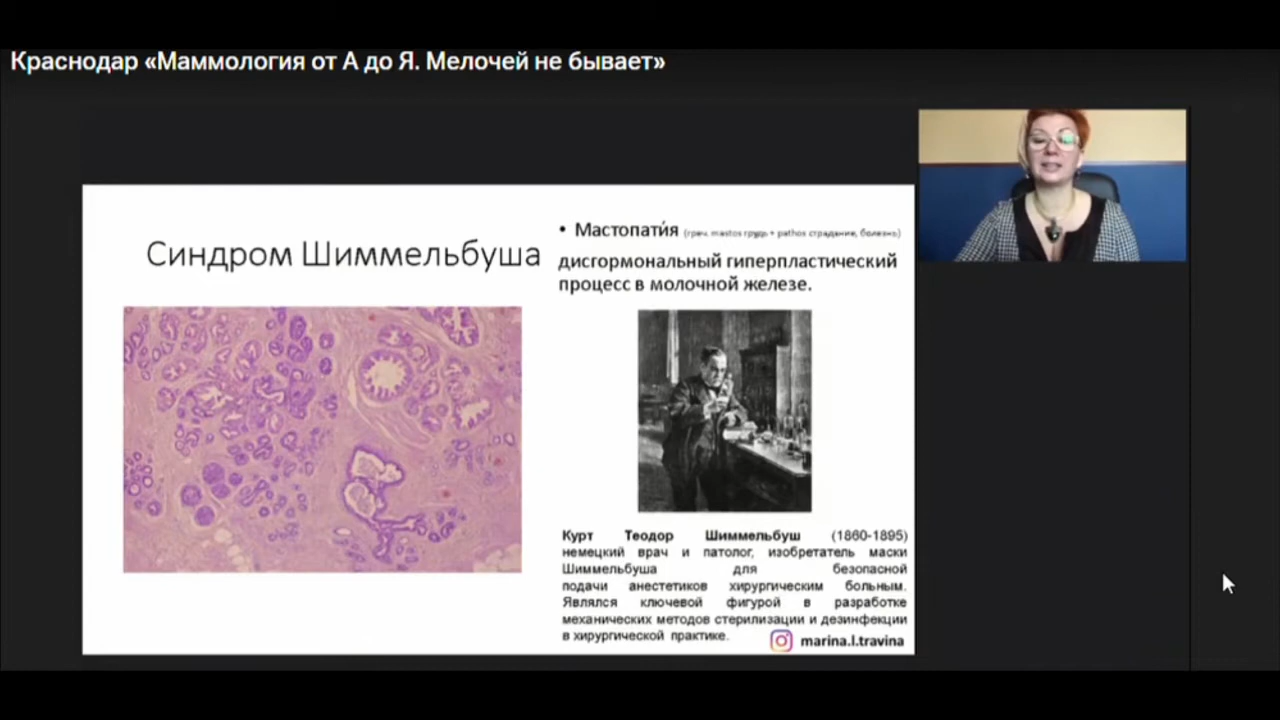 Краснодар «Маммология от А до Я. Мелочей не бывает»
Синдром Шиммельбуша
• Мастопати́я (греч. mastos грудь + pathos страдание, болезнь)
дисгормональный гиперпластический
процесс в молочной железе.
Курт Теодор Шиммельбуш (1860-1895)
немецкий врач и патолог, изобретатель маски
Шиммельбуша для безопасной
подачи анестетиков хирургическим больным.
Являлся ключевой фигурой в разработке
механических методов стерилизации и дезинфекции
в хирургической практике.
marina.l.travina